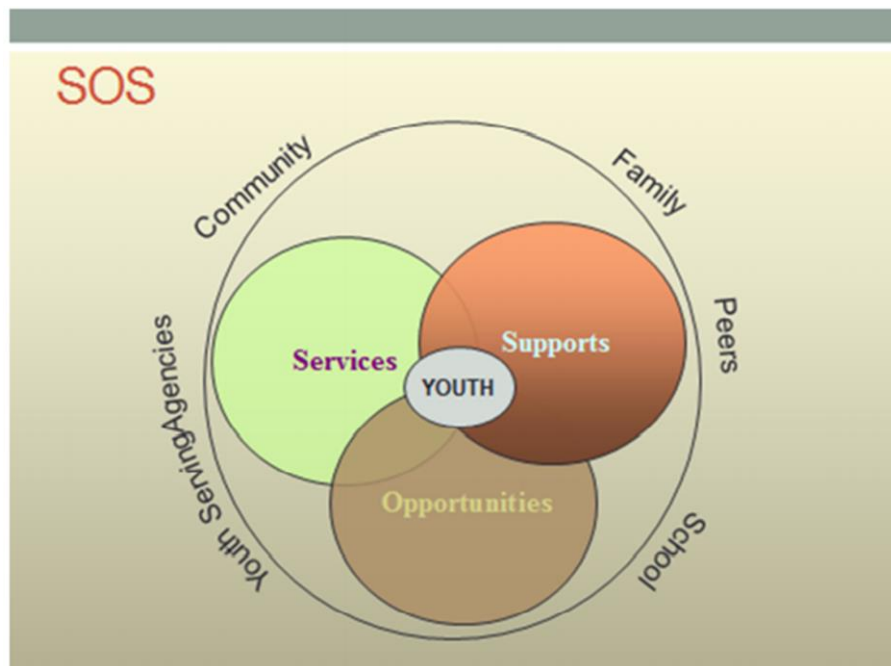 SOS
Community
Family
Peers
School
Youth ServingAgencies
Services
Supports
YOUTH
Opportunities